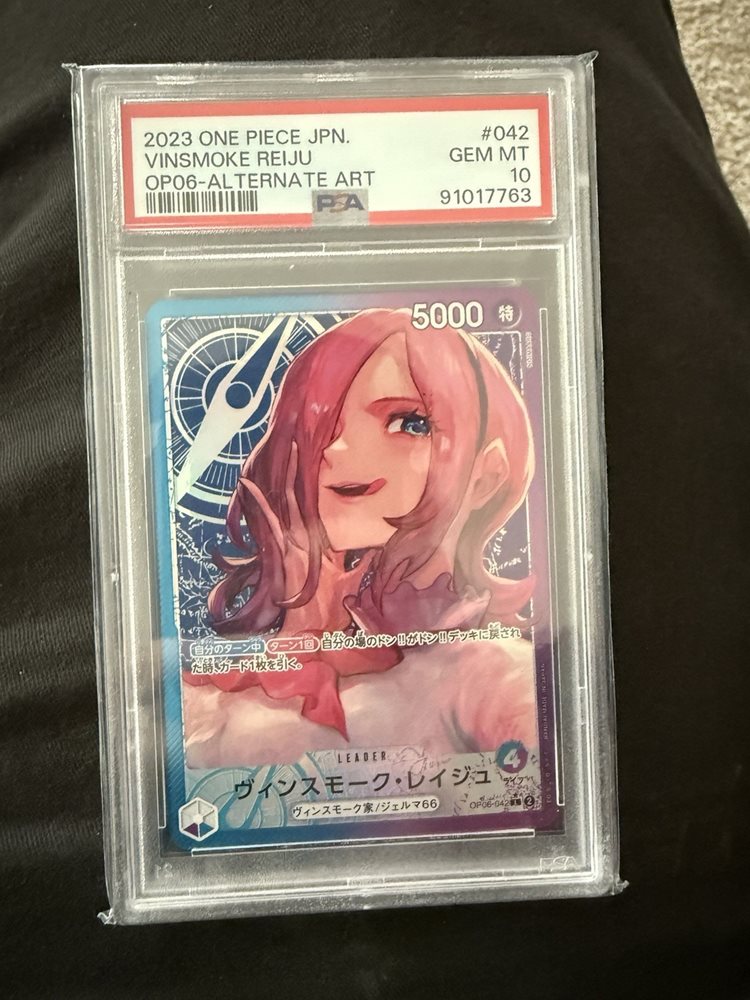 2023 ONE PIECE JPN.
#042
VINSMOKE REIJU
GEM MT
OP06-ALTERNATE ART
10
PSA
91017763
5000 特
自分のターン中 ターン1回 自分の場のドン!!がドン!!デッキに戻され
た時、カード1枚を引く。
LEADER
4
ヴィンスモーク・レイジュ
ライフ
ヴィンスモーク家/ジェルマ66
OP06-042
2
PSA